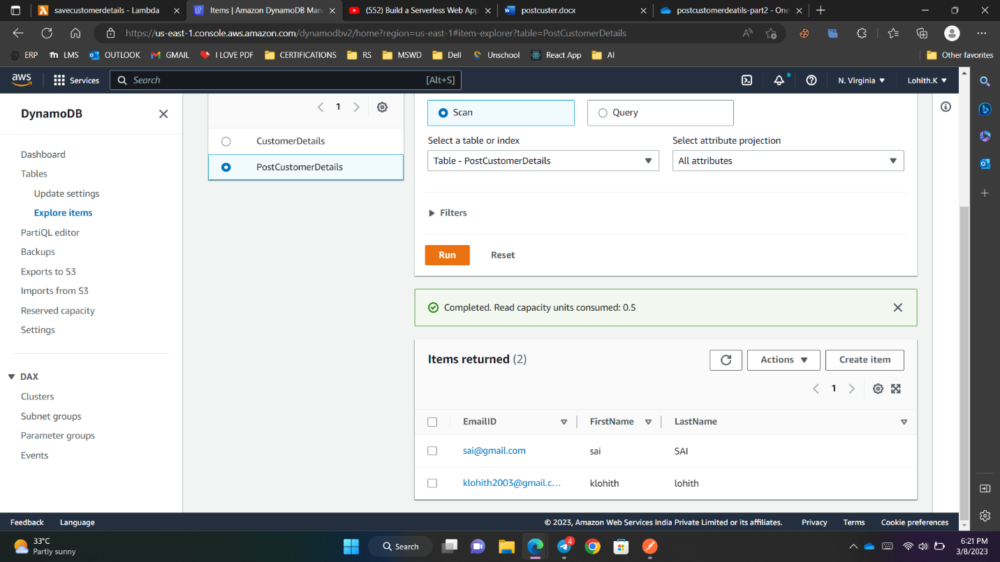 savecustomerdetails - Lambda
Items | Amazon DynamoDB Man
(552) Build a Serverless Web App
postcuster.docx
postcustomerdeatils-part2 - One
https://us-east-1.console.aws.amazon.com/dynamodbv2/home?region=us-east-1#item-explorer?table=PostCustomerDetails
ERP
LMS
OUTLOOK
GMAIL
I LOVE PDF
CERTIFICATIONS
RS
MSWD
Dell
Unschool
React App
AI
Other favorites
aws
Services
Search
[Alt+S]
N. Virginia
Lohith.K
DynamoDB
Dashboard
Tables
Update settings
Explore items
PartiQL editor
Backups
Exports to S3
Imports from S3
Reserved capacity
Settings
DAX
Clusters
Subnet groups
Parameter groups
Events
1
CustomerDetails
PostCustomerDetails
Scan
Query
Select a table or index
Select attribute projection
Table - PostCustomerDetails
All attributes
Filters
Run
Reset
Completed. Read capacity units consumed: 0.5
Items returned (2)
Actions
Create item
1
EmailID FirstName LastName
sai@gmail.com sai SAI
klohith2003@gmail.c... klohith lohith
Feedback
Language
© 2023, Amazon Web Services India Private Limited or its affiliates.
Privacy
Terms
Cookie preferences
33°C
Partly sunny
Search
4
6:21 PM
3/8/2023